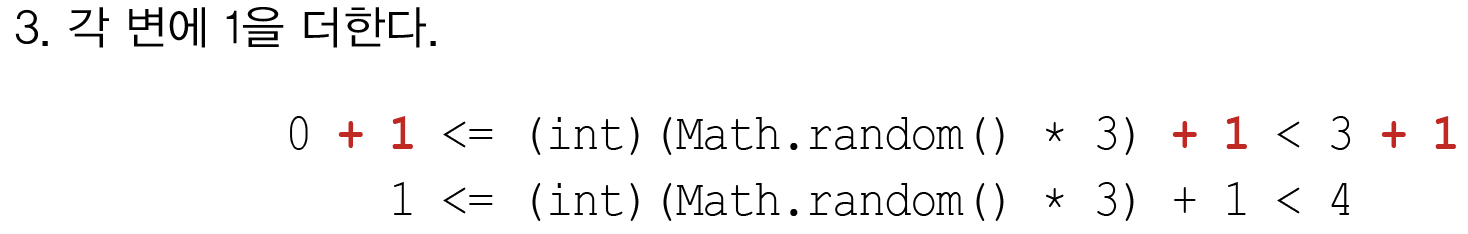 3. 각 변에 1을 더한다.
0 + 1 <= (int)(Math.random() * 3) + 1 < 3 + 1
1 <= (int)(Math.random() * 3) + 1 < 4